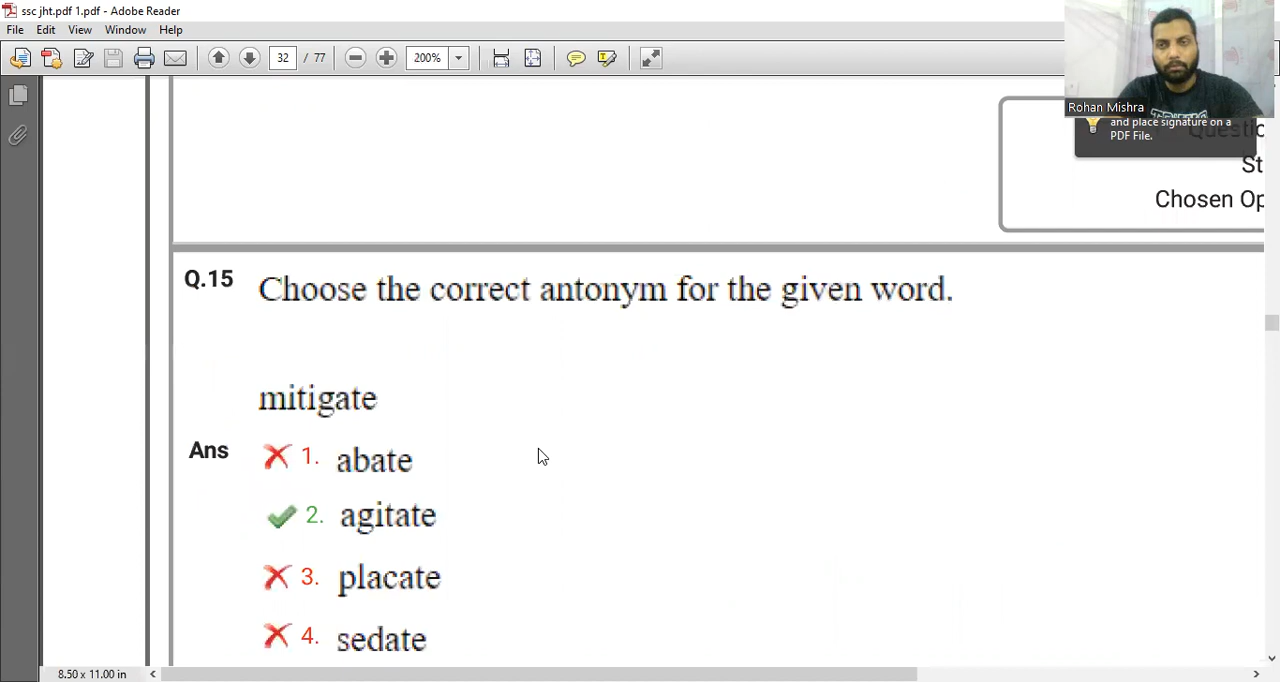 ssc jht.pdf 1.pdf - Adobe Reader
File Edit View Window Help
32 / 77 200%
Rohan Mishra
and place signature on a
PDF File.
Questio
St
Chosen Op
Q.15 Choose the correct antonym for the given word.
mitigate
Ans 1. abate
2. agitate
3. placate
4. sedate
8.50 x 11.00 in